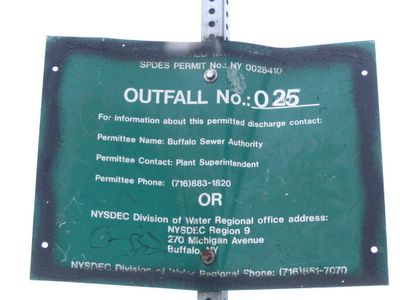 SPDES PERMIT No.: NY 0028410
OUTFALL No.: 025
For information about this permitted discharge contact:
Permittee Name: Buffalo Sewer Authority
Permittee Contact: Plant Superintendent
Permittee Phone: (716)883-1820
OR
NYSDEC Division of Water Regional office address:
NYSDEC Region 9
270 Michigan Avenue
Buffalo, NY
NYSDEC Division of Water Regional Phone: (716)851-7070